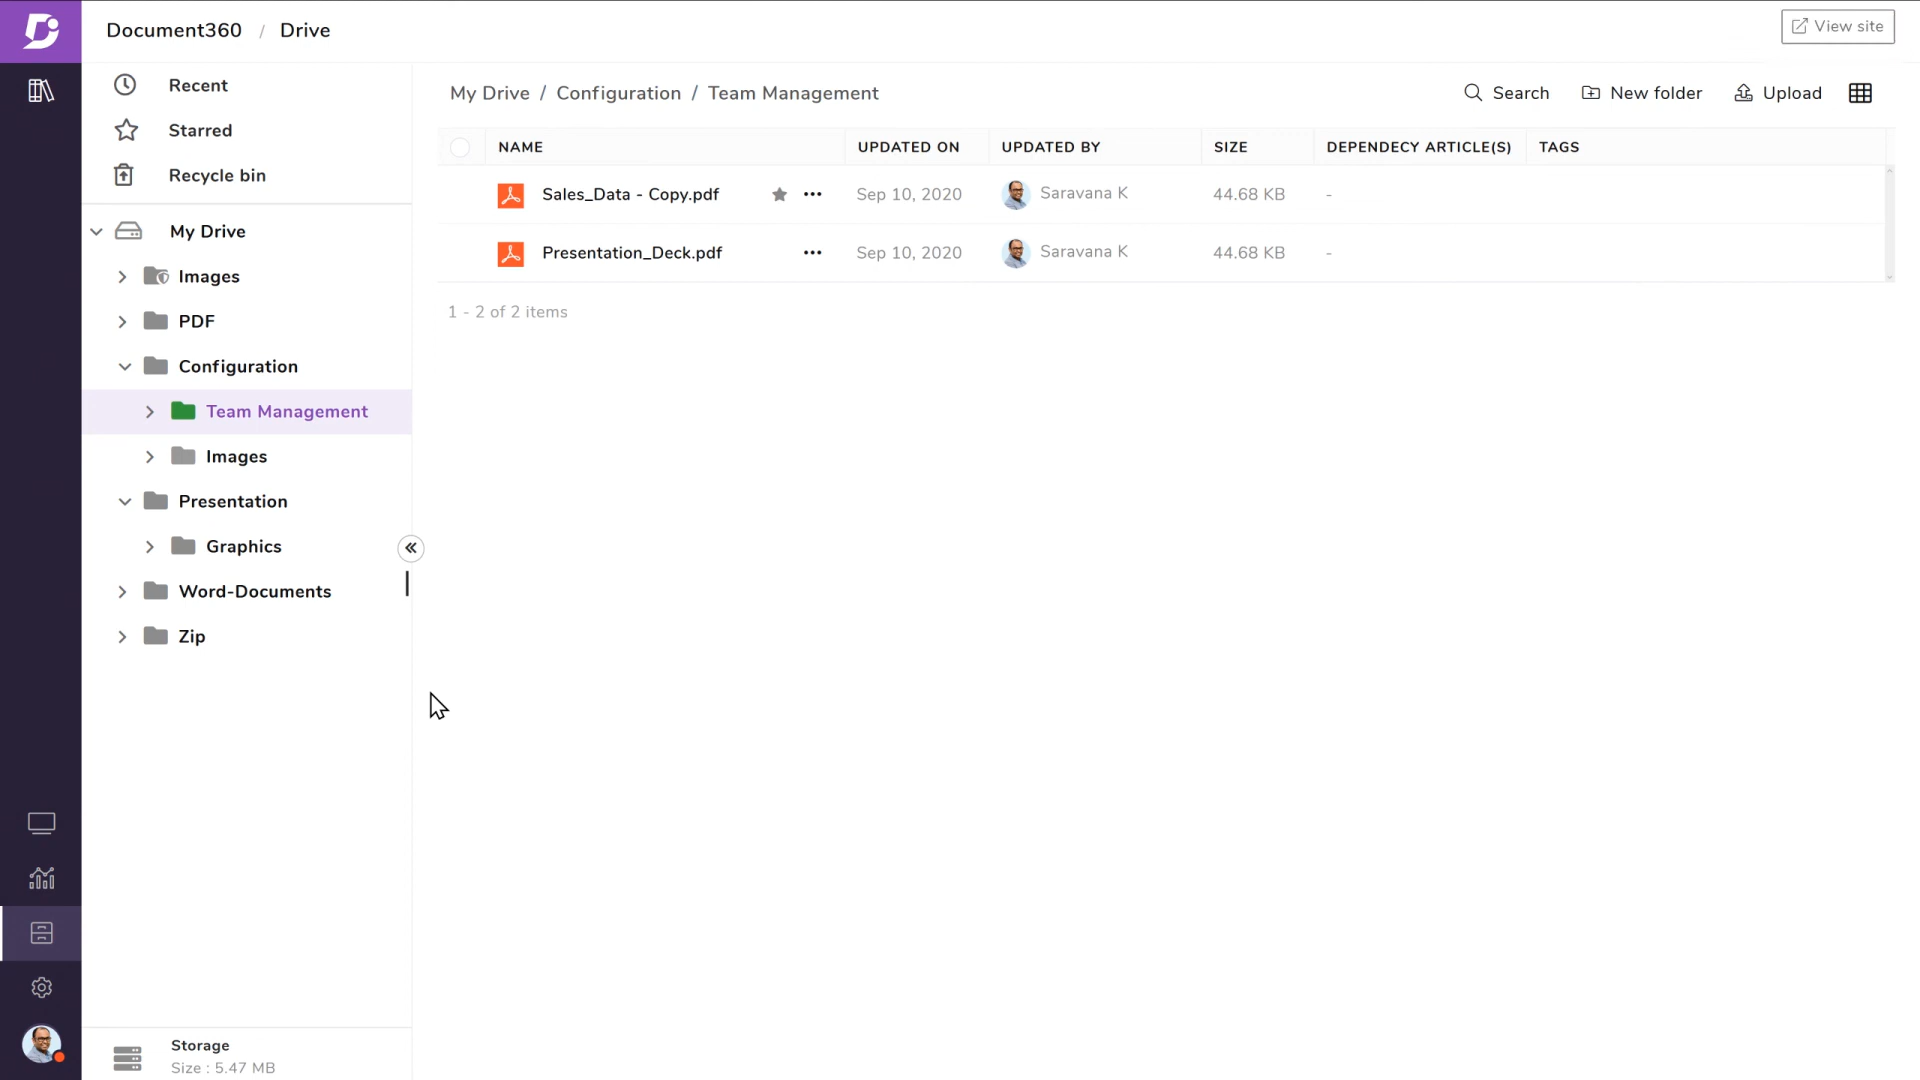 Document360 / Drive
View site
Recent
Starred
Recycle bin
My Drive
Images
PDF
Configuration
Team Management
Images
Presentation
Graphics
Word-Documents
Zip
Storage
Size : 5.47 MB
My Drive / Configuration / Team Management
Search New folder Upload
NAME UPDATED ON UPDATED BY SIZE DEPENDECY ARTICLE(S) TAGS
Sales_Data - Copy.pdf Sep 10, 2020 Saravana K 44.68 KB -
Presentation_Deck.pdf Sep 10, 2020 Saravana K 44.68 KB -
1 - 2 of 2 items